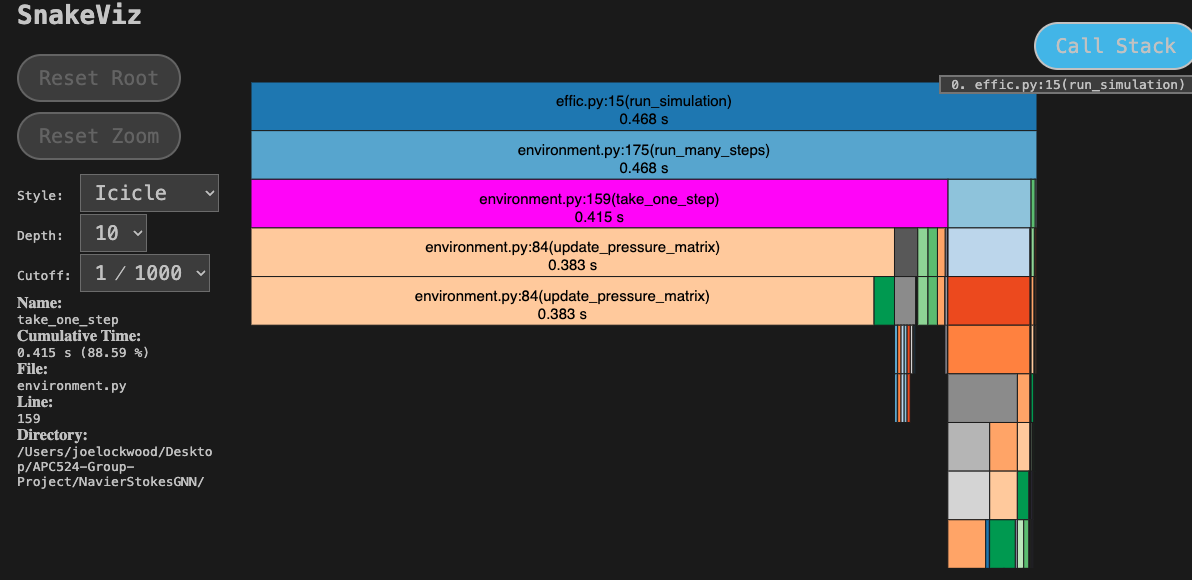 SnakeViz
Call Stack
0. effic.py:15(run_simulation)
Reset Root
Reset Zoom
Style:
Icicle
Depth:
10
Cutoff:
1 / 1000
Name:
take_one_step
Cumulative Time:
0.415 s (88.59 %)
File:
environment.py
Line:
159
Directory:
/Users/joelockwood/Deskto
p/APC524-Group-
Project/NavierStokesGNN/
effic.py:15(run_simulation)
0.468 s
environment.py:175(run_many_steps)
0.468 s
environment.py:159(take_one_step)
0.415 s
environment.py:84(update_pressure_matrix)
0.383 s
environment.py:84(update_pressure_matrix)
0.383 s